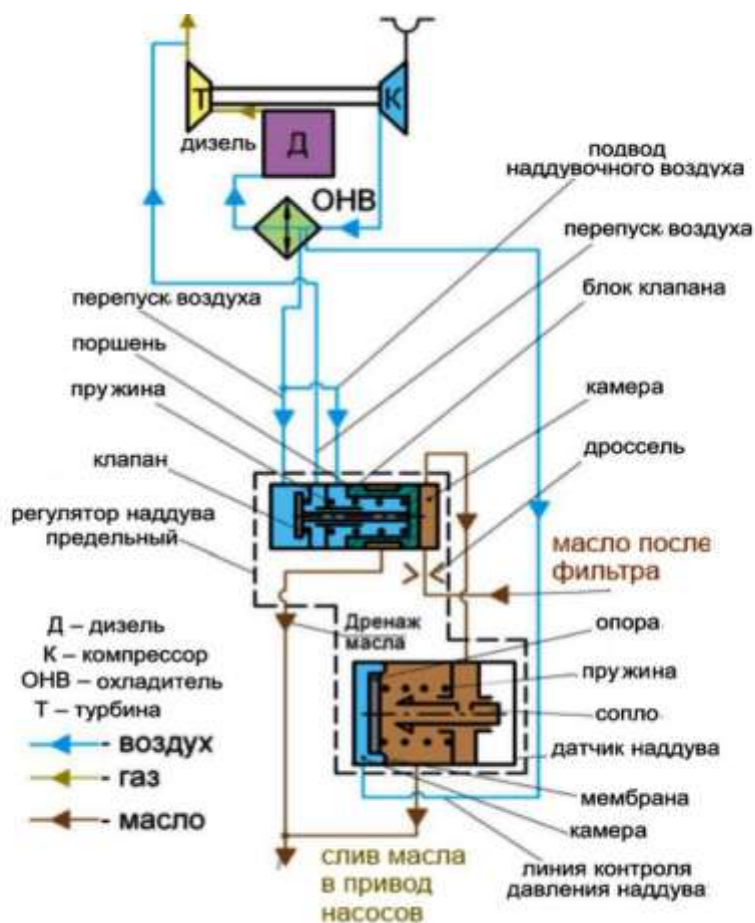 Т
К
дизель
Д
подвод
наддувочного воздуха
ОНВ
перепуск воздуха
перепуск воздуха
блок клапана
поршень
пружина
камера
клапан
дроссель
регулятор наддува
предельный
масло после
фильтра
Дренаж
масла
опора
Д – дизель
К – компрессор
ОНВ – охладитель
Т – турбина
пружина
сопло
- воздух
датчик наддува
- газ
мембрана
- масло
камера
слив масла
в привод
насосов
линия контроля
давления наддува